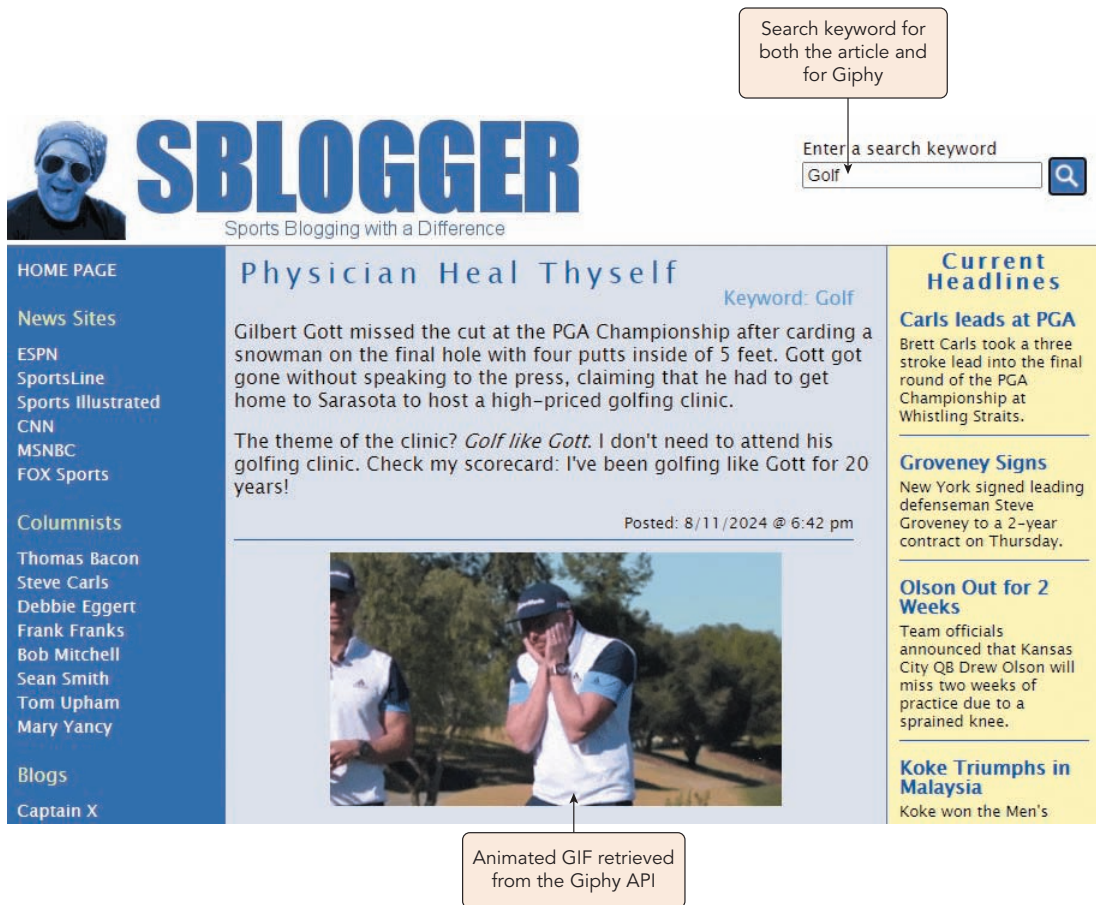 Search keyword for
both the article and
for Giphy
SBLOGGER
Sports Blogging with a Difference
Enter a search keyword
Golf
HOME PAGE
News Sites
ESPN
SportsLine
Sports Illustrated
CNN
MSNBC
FOX Sports
Columnists
Thomas Bacon
Steve Carls
Debbie Eggert
Frank Franks
Bob Mitchell
Sean Smith
Tom Upham
Mary Yancy
Blogs
Captain X
Physician Heal Thyself
Keyword: Golf
Gilbert Gott missed the cut at the PGA Championship after carding a
snowman on the final hole with four putts inside of 5 feet. Gott got
gone without speaking to the press, claiming that he had to get
home to Sarasota to host a high-priced golfing clinic.
The theme of the clinic? Golf like Gott. I don't need to attend his
golfing clinic. Check my scorecard: I've been golfing like Gott for 20
years!
Posted: 8/11/2024 @ 6:42 pm
Current
Headlines
Carls leads at PGA
Brett Carls took a three
stroke lead into the final
round of the PGA
Championship at
Whistling Straits.
Groveney Signs
New York signed leading
defenseman Steve
Groveney to a 2-year
contract on Thursday.
Olson Out for 2
Weeks
Team officials
announced that Kansas
City QB Drew Olson will
miss two weeks of
practice due to a
sprained knee.
Koke Triumphs in
Malaysia
Koke won the Men's
Animated GIF retrieved
from the Giphy API